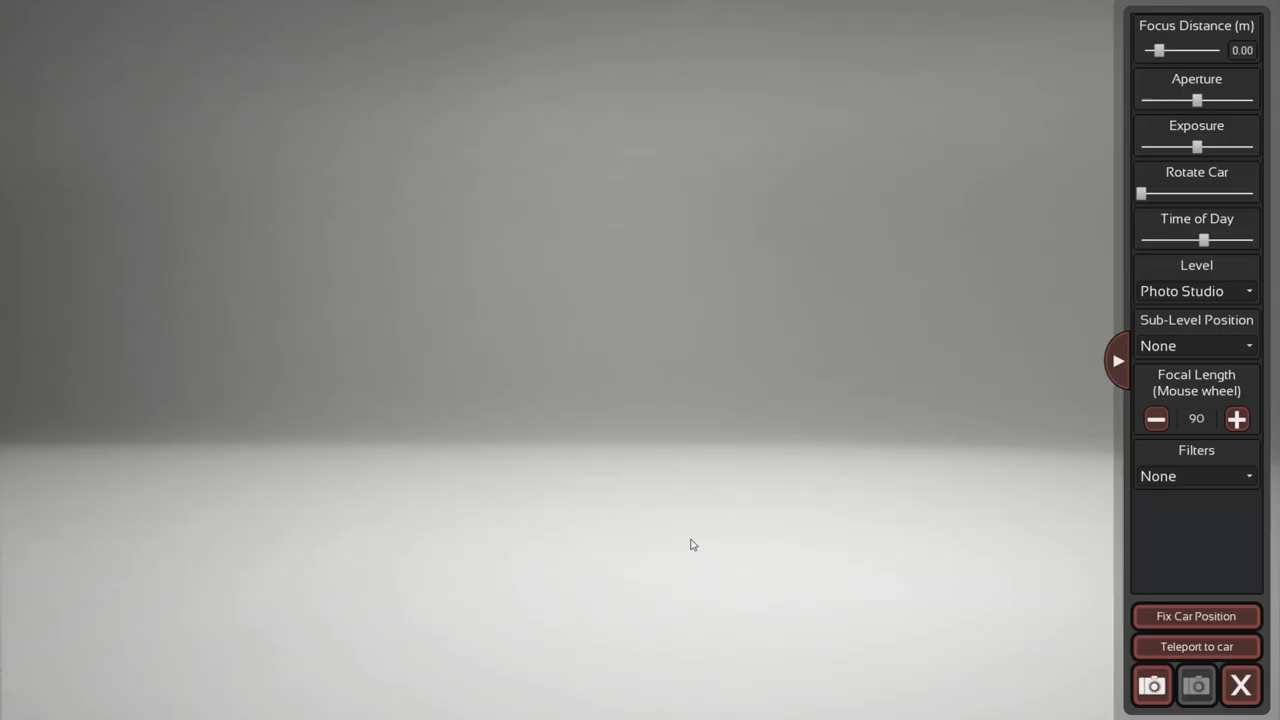 Focus Distance (m)
0.00
Aperture
Exposure
Rotate Car
Time of Day
Level
Photo Studio
Sub-Level Position
None
Focal Length
(Mouse wheel)
90
Filters
None
Fix Car Position
Teleport to car
X